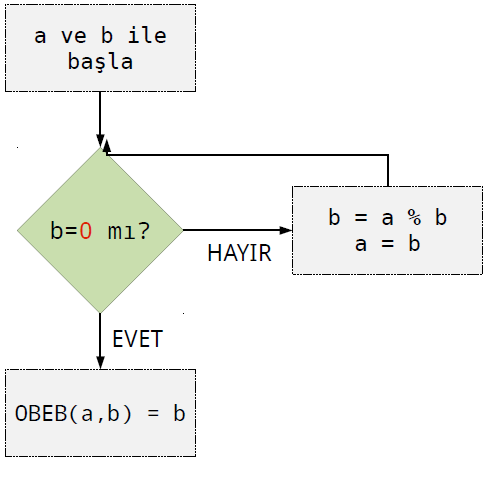 a ve b ile
başla
b=0 mı?
HAYIR
b = a % b
a = b
EVET
OBEB(a,b) = b